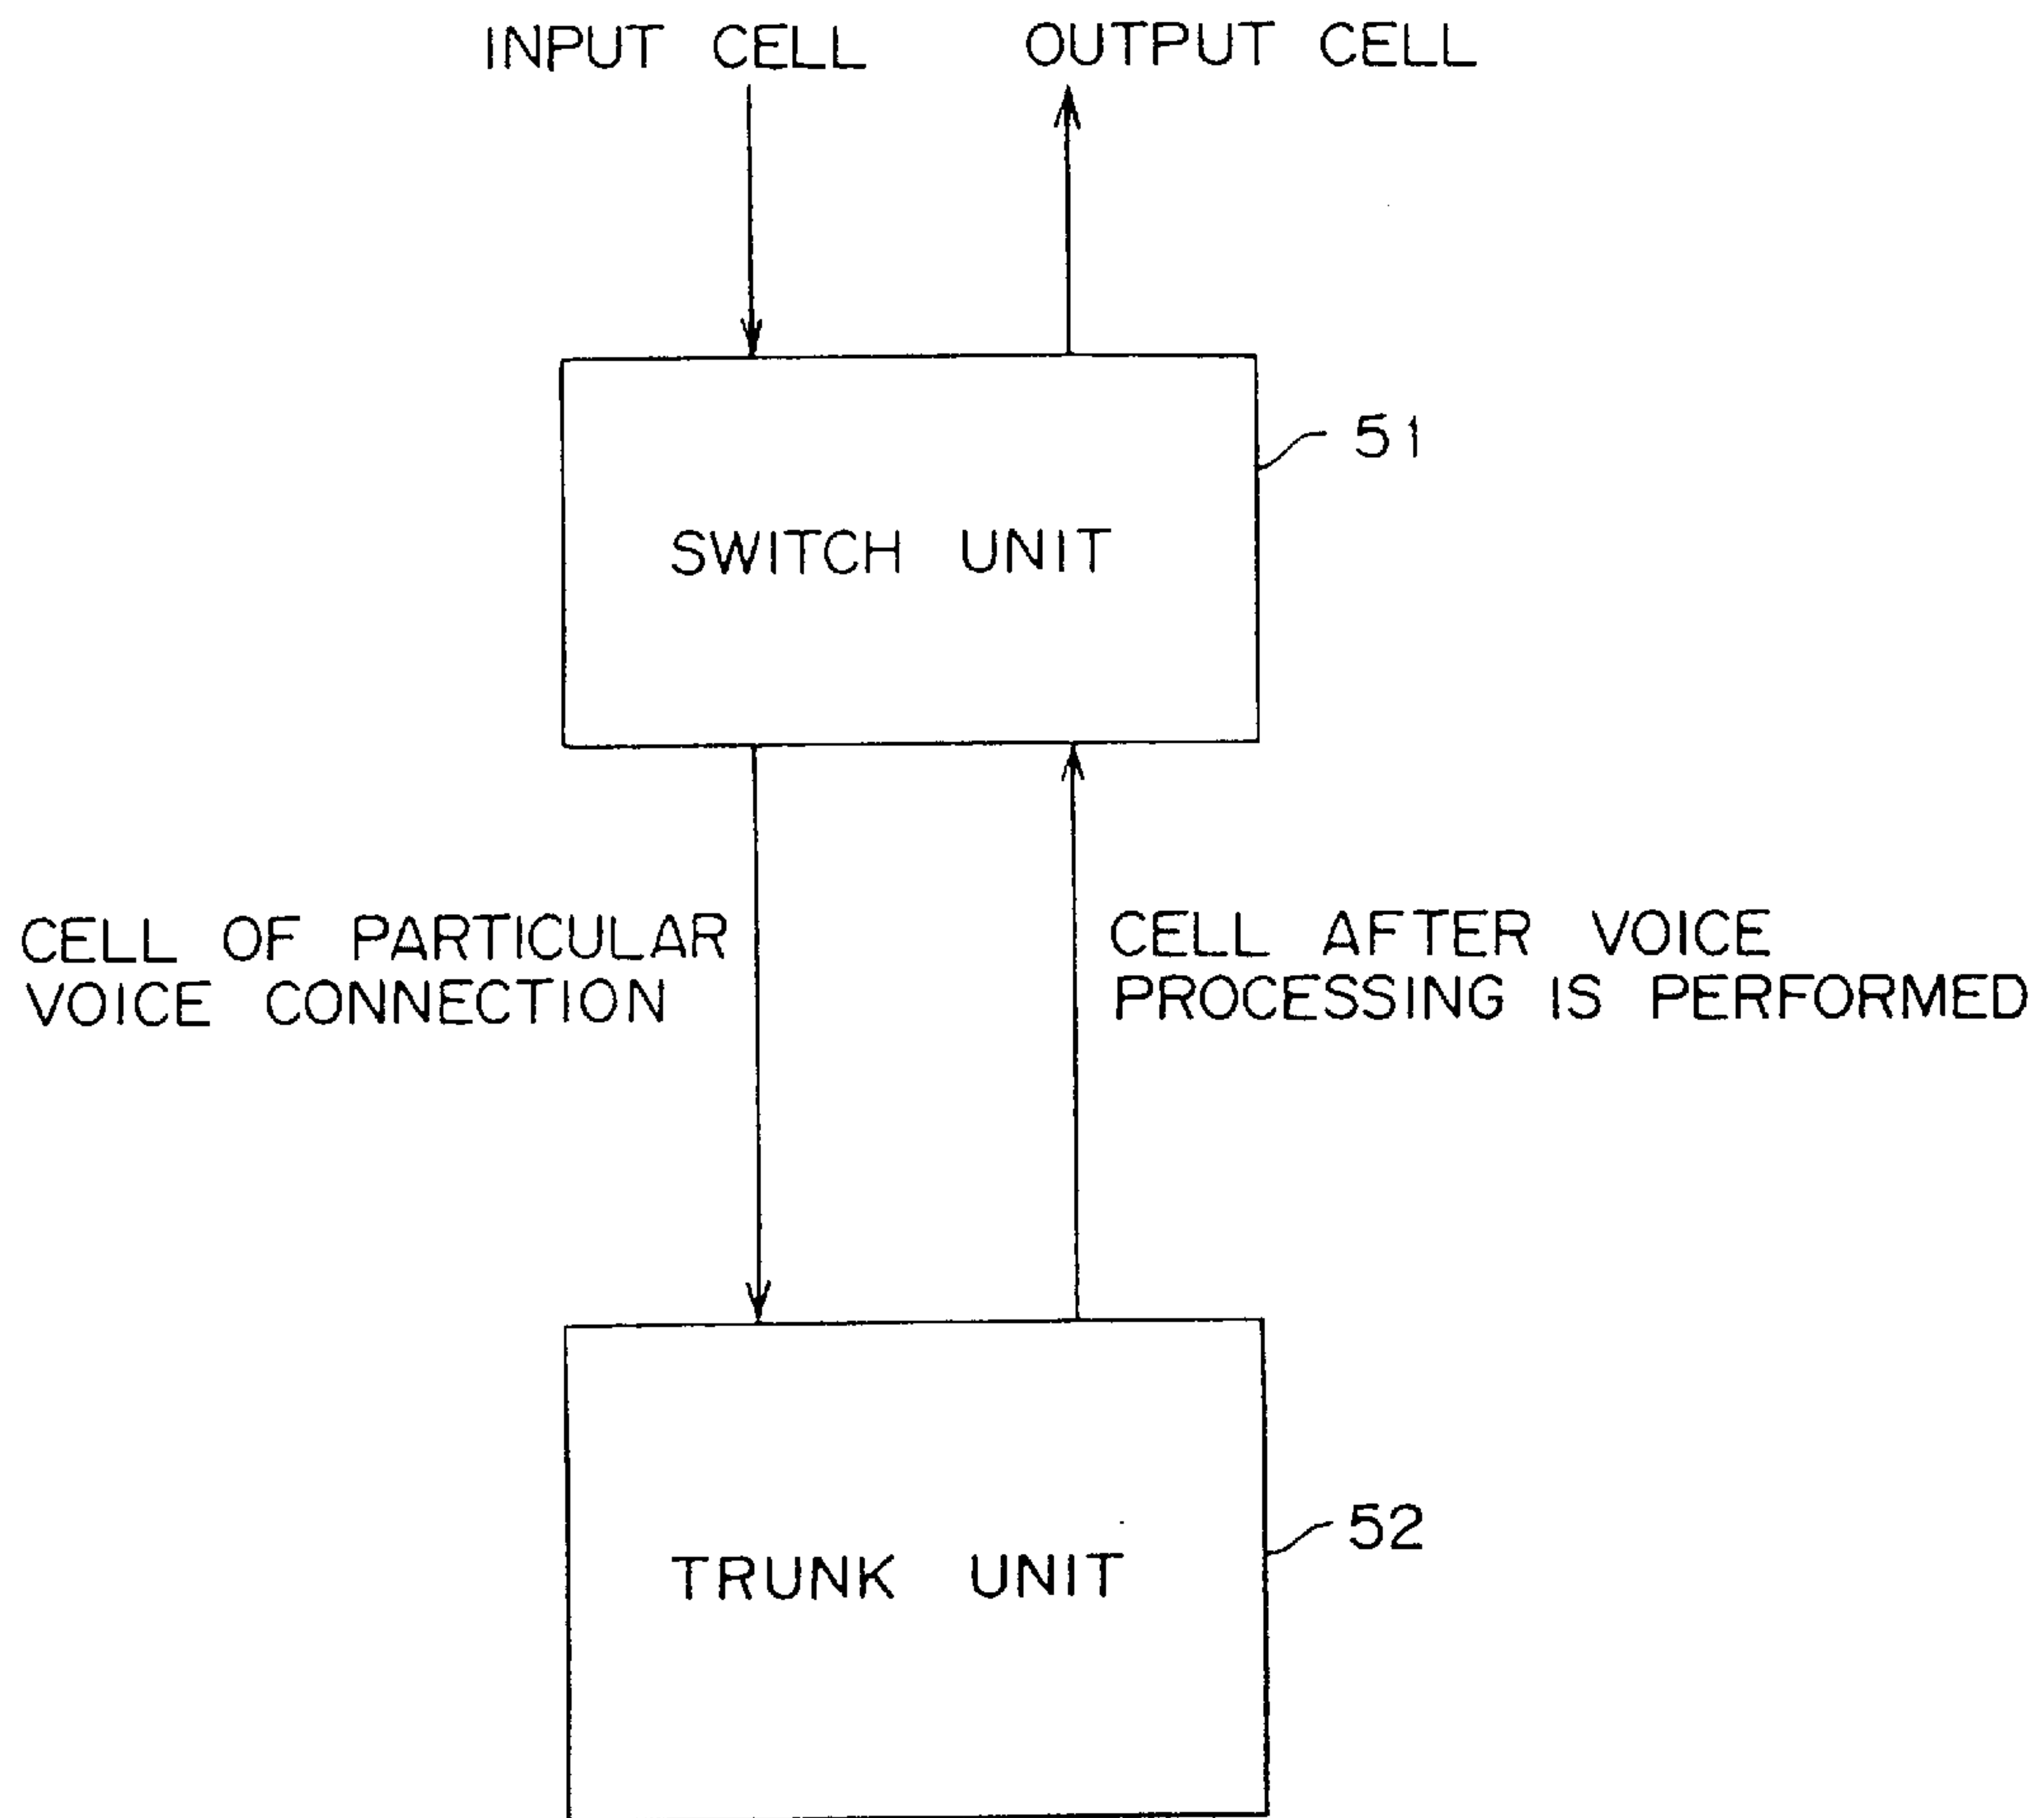 INPUT CELL
OUTPUT CELL
51
SWITCH UNIT
CELL OF PARTICULAR
VOICE CONNECTION
CELL AFTER VOICE
PROCESSING IS PERFORMED
52
TRUNK UNIT